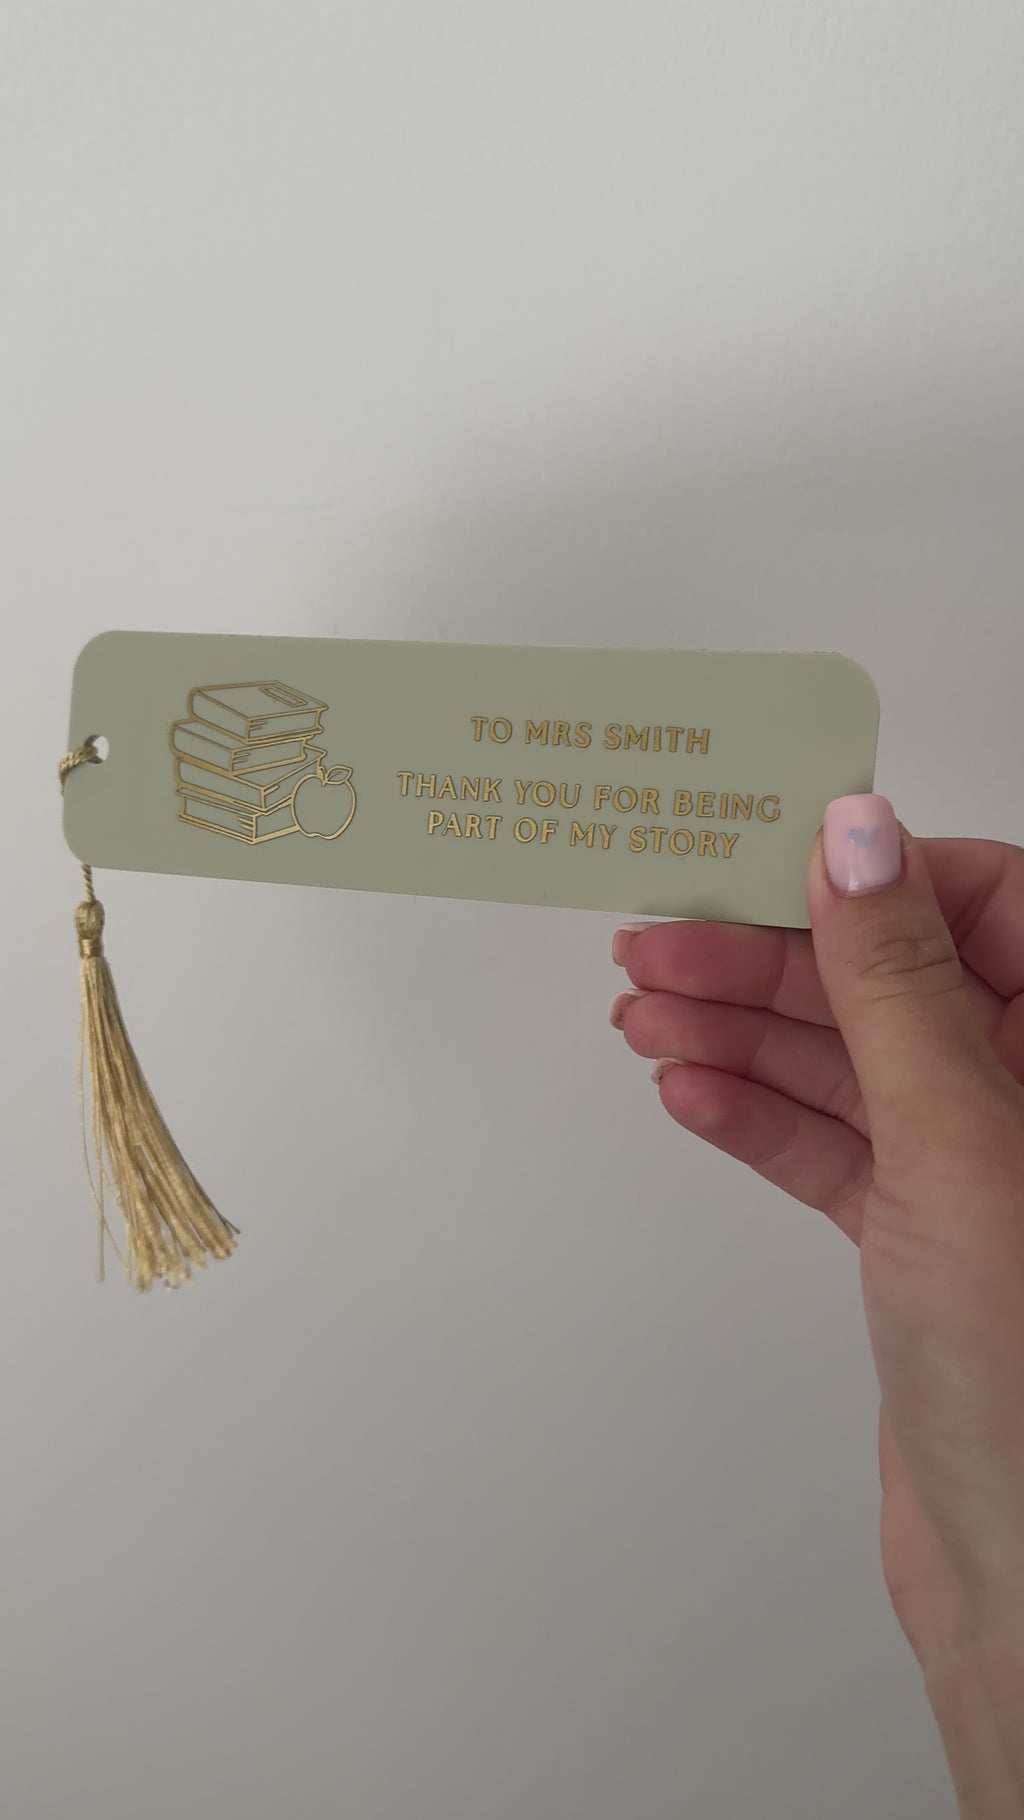 TO MRS SMITH
THANK YOU FOR BEING
PART OF MY STORY